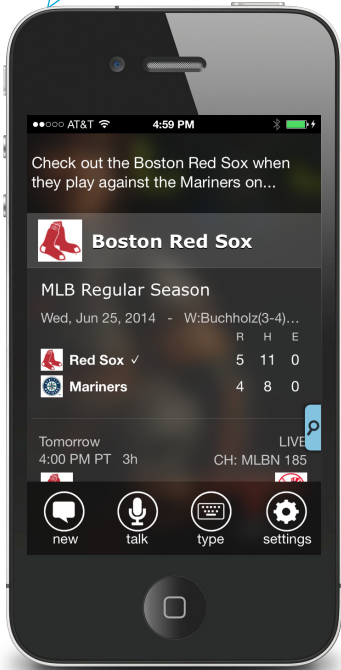 ●●○○○ AT&T 4:59 PM
Check out the Boston Red Sox when
they play against the Mariners on...
Boston Red Sox
MLB Regular Season
Wed, Jun 25, 2014 - W:Buchholz(3-4)...
R H E
Red Sox ✓ 5 11 0
Mariners 4 8 0
Tomorrow LIVE
4:00 PM PT 3h CH: MLBN 185
new talk type settings